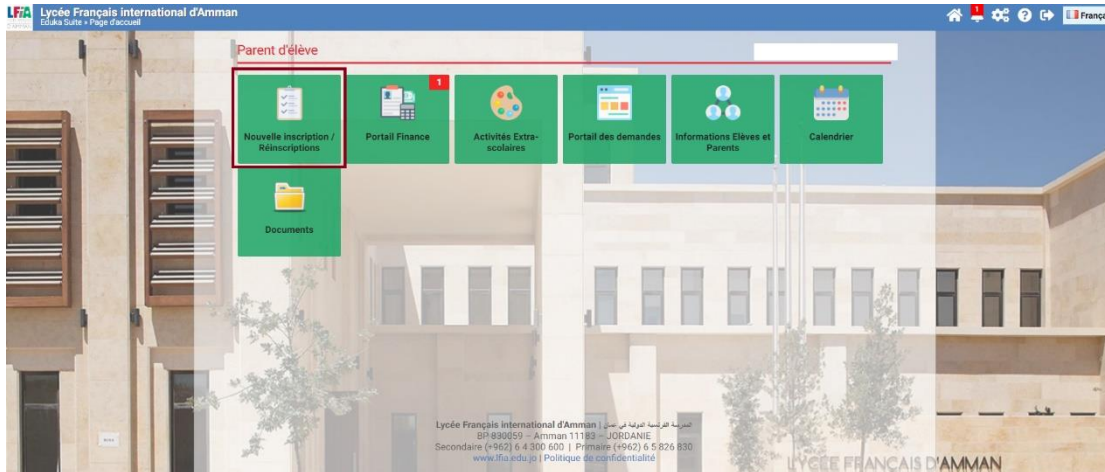 LFiA
Lycée Français international d'Amman
Eduka Suite » Page d'accueil
1
Parent d'élève
Nouvelle inscription /
Réinscriptions
1
Portail Finance
Activités Extra-
scolaires
Portail des demandes
Informations Elèves et
Parents
Calendrier
Documents
Lycée Français international d'Amman | المدرسة الفرنسية الدولية في عمان
BP 830059 – Amman 11183 – JORDANIE
Secondaire (+962) 6 4 300 600 | Primaire (+962) 6 5 826 830
www.lfia.edu.jo | Politique de confidentialité
LYCÉE FRANÇAIS D'AMMAN